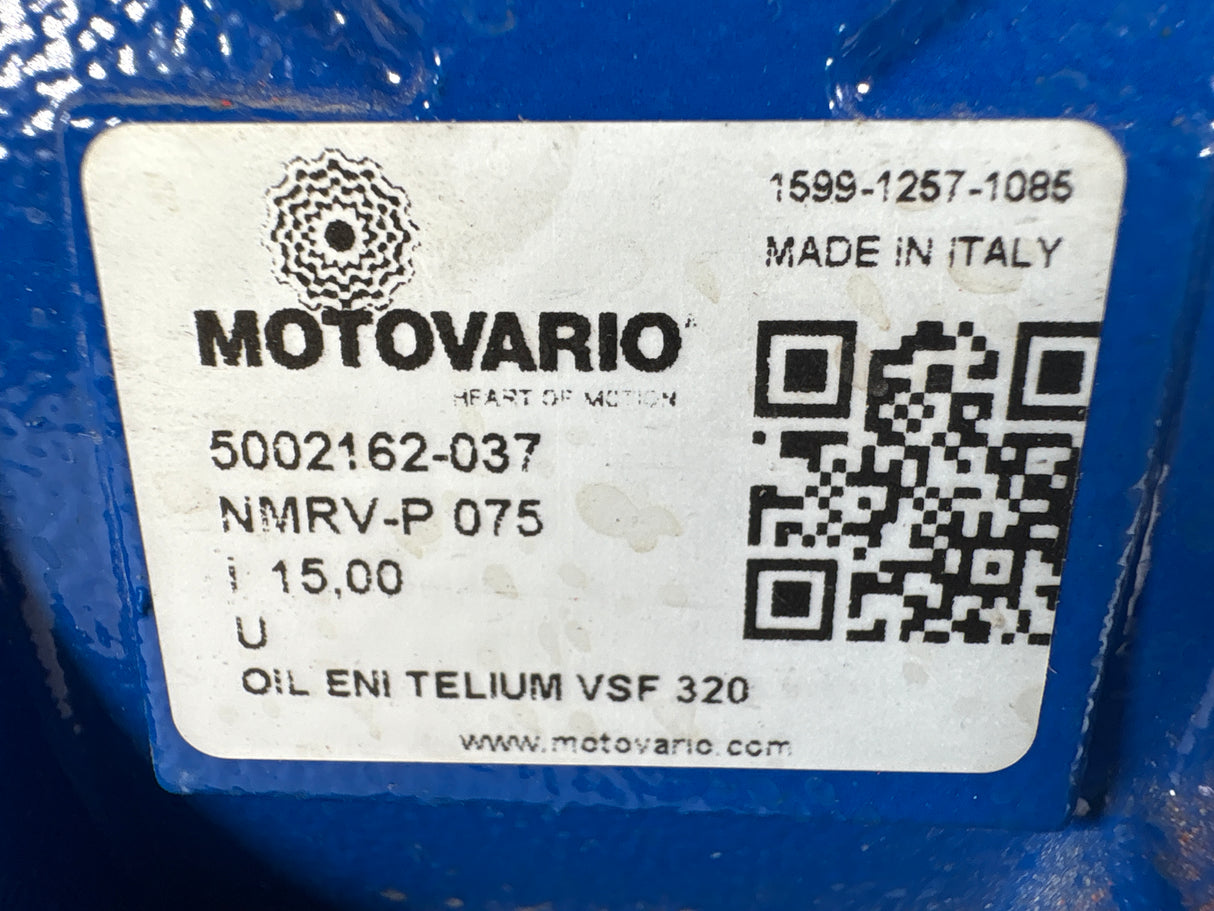 1599-1257-1085
MADE IN ITALY
MOTOVARIO
HEART OF MOTION
5002162-037
NMRV-P 075
i 15,00
U
OIL ENI TELIUM VSF 320
www.motovario.com